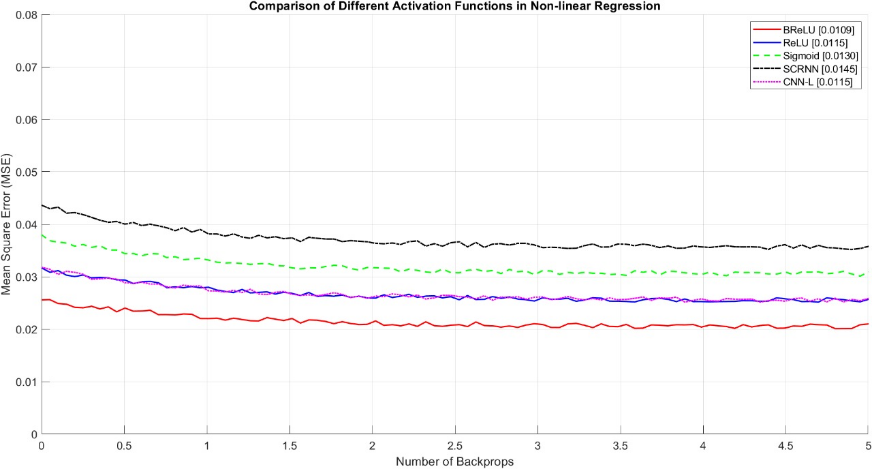 Comparison of Different Activation Functions in Non-linear Regression
0.08
0.07
0.06
0.05
0.04
0.03
0.02
0.01
0
Mean Square Error (MSE)
BReLU [0.0109]
ReLU [0.0115]
Sigmoid [0.0130]
SCRNN [0.0145]
CNN-L [0.0115]
0 0.5 1 1.5 2 2.5 3 3.5 4 4.5 5
Number of Backprops